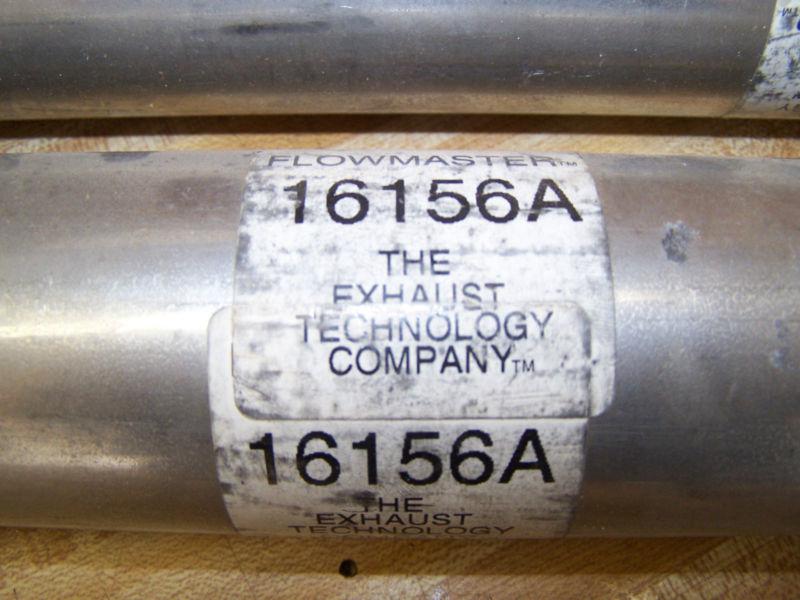 FLOWMASTER™
16156A
THE
EXHAUST
TECHNOLOGY
COMPANY™
16156A
THE
EXHAUST
TECHNOLOGY